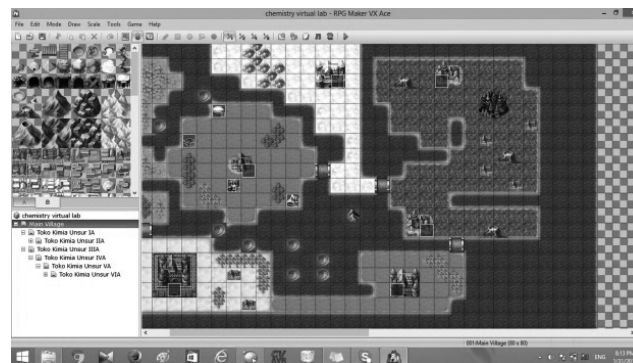 chemistry virtual lab - RPG Maker VX Ace
File Edit Mode Draw Scale Tools Game Help
A B
chemistry virtual lab
Main Village
Toko Kimia Unsur IA
Toko Kimia Unsur IIA
Toko Kimia Unsur IIIA
Toko Kimia Unsur IVA
Toko Kimia Unsur VA
Toko Kimia Unsur VIA
001:Main Village (80 x 80)
ENG